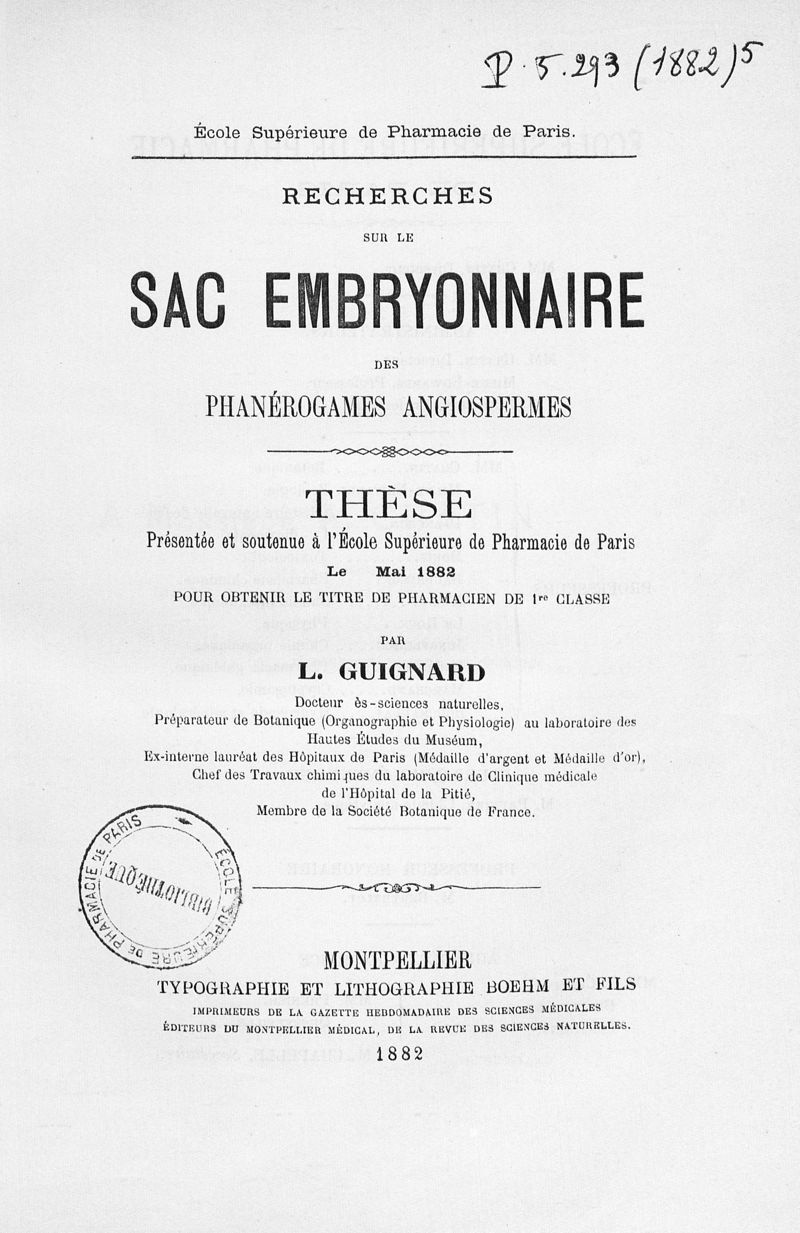 P. 5.293 (1882) 5
École Supérieure de Pharmacie de Paris.
RECHERCHES
SUR LE
SAC EMBRYONNAIRE
DES
PHANÉROGAMES ANGIOSPERMES
THÈSE
Présentée et soutenue à l'École Supérieure de Pharmacie de Paris
Le Mai 1882
POUR OBTENIR LE TITRE DE PHARMACIEN DE 1re CLASSE
PAR
L. GUIGNARD
Docteur ès-sciences naturelles,
Préparateur de Botanique (Organographie et Physiologie) au laboratoire des
Hautes Études du Muséum,
Ex-interne lauréat des Hôpitaux de Paris (Médaille d'argent et Médaille d'or),
Chef des Travaux chimiques du laboratoire de Clinique médicale
de l'Hôpital de la Pitié,
Membre de la Société Botanique de France.
ÉCOLE SUPÉRIEURE DE PHARMACIE DE PARIS
BIBLIOTHÈQUE
MONTPELLIER
TYPOGRAPHIE ET LITHOGRAPHIE BOEHM ET FILS
IMPRIMEURS DE LA GAZETTE HEBDOMADAIRE DES SCIENCES MÉDICALES
ÉDITEURS DU MONTPELLIER MÉDICAL, DE LA REVUE DES SCIENCES NATURELLES.
1882